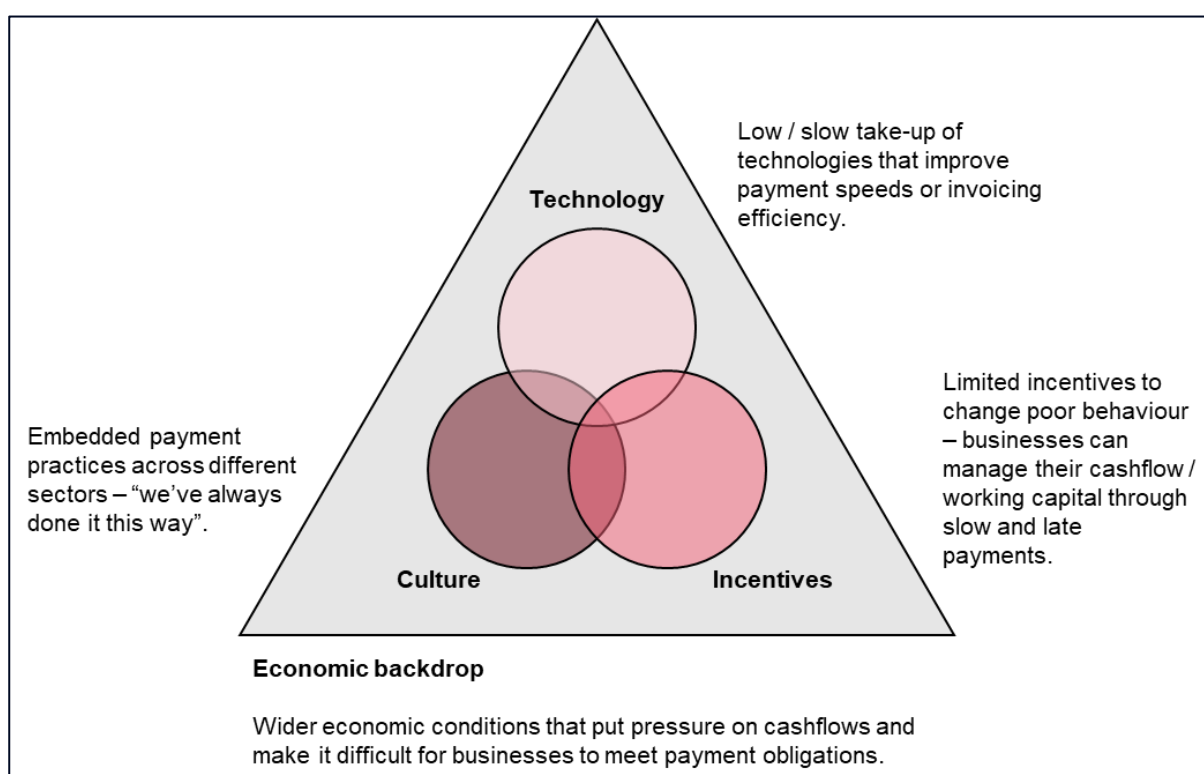 Low / slow take-up of
technologies that improve
payment speeds or invoicing
efficiency.
Technology
Limited incentives to
change poor behaviour
– businesses can
manage their cashflow /
working capital through
slow and late
payments.
Embedded payment
practices across different
sectors – “we’ve always
done it this way”.
Culture
Incentives
Economic backdrop
Wider economic conditions that put pressure on cashflows and
make it difficult for businesses to meet payment obligations.